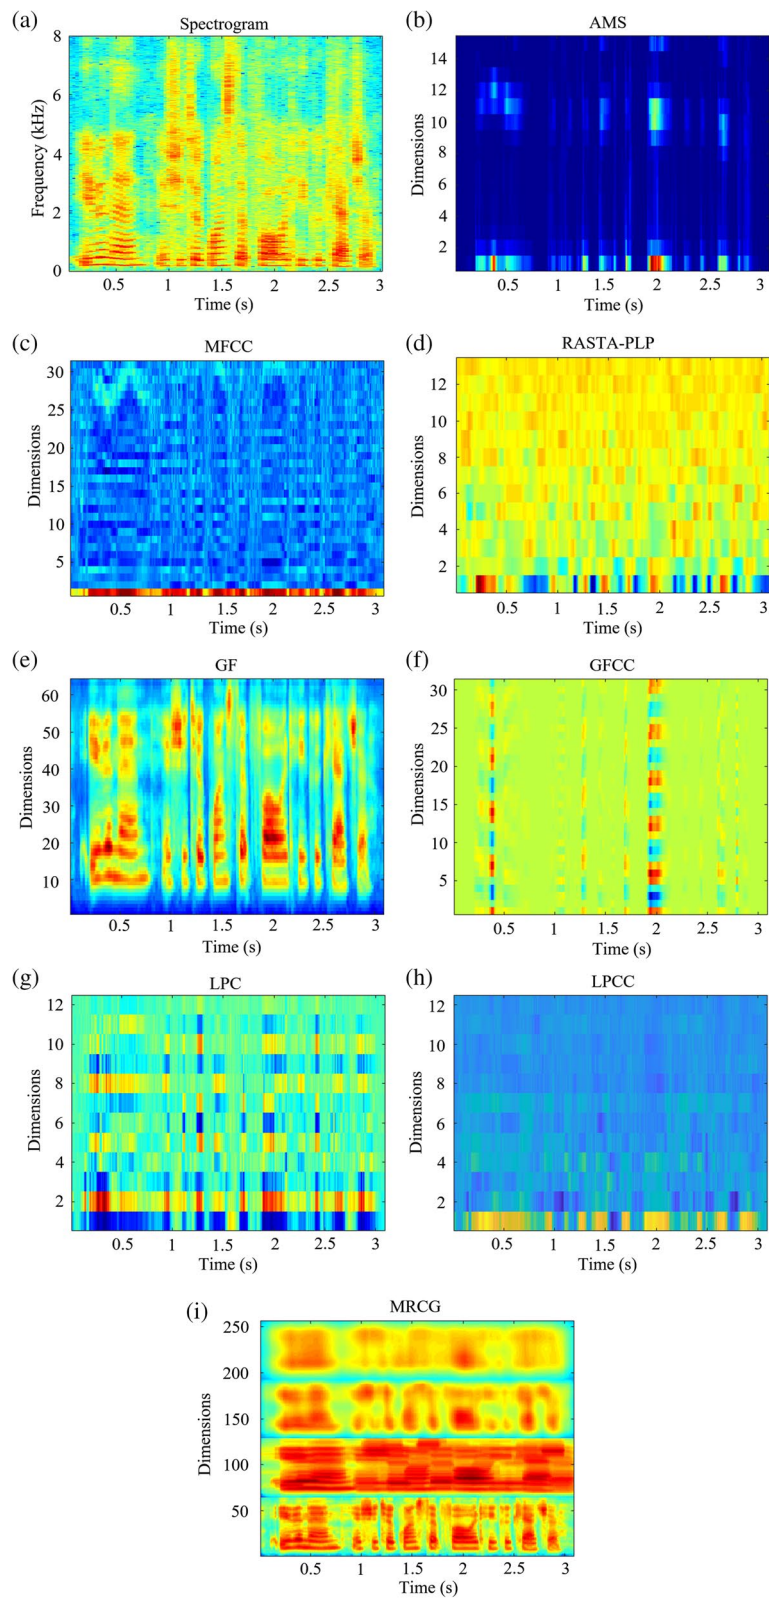 (a)
Spectrogram
Frequency (kHz)
8
6
4
2
0
0.5 1 1.5 2 2.5 3
Time (s)
(b)
AMS
Dimensions
14
12
10
8
6
4
2
0.5 1 1.5 2 2.5 3
Time (s)
(c)
MFCC
Dimensions
30
25
20
15
10
5
0.5 1 1.5 2 2.5 3
Time (s)
(d)
RASTA-PLP
Dimensions
12
10
8
6
4
2
0.5 1 1.5 2 2.5 3
Time (s)
(e)
GF
Dimensions
60
50
40
30
20
10
0.5 1 1.5 2 2.5 3
Time (s)
(f)
GFCC
Dimensions
30
25
20
15
10
5
0.5 1 1.5 2 2.5 3
Time (s)
(g)
LPC
Dimensions
12
10
8
6
4
2
0.5 1 1.5 2 2.5 3
Time (s)
(h)
LPCC
Dimensions
12
10
8
6
4
2
0.5 1 1.5 2 2.5 3
Time (s)
(i)
MRCG
Dimensions
250
200
150
100
50
0.5 1 1.5 2 2.5 3
Time (s)